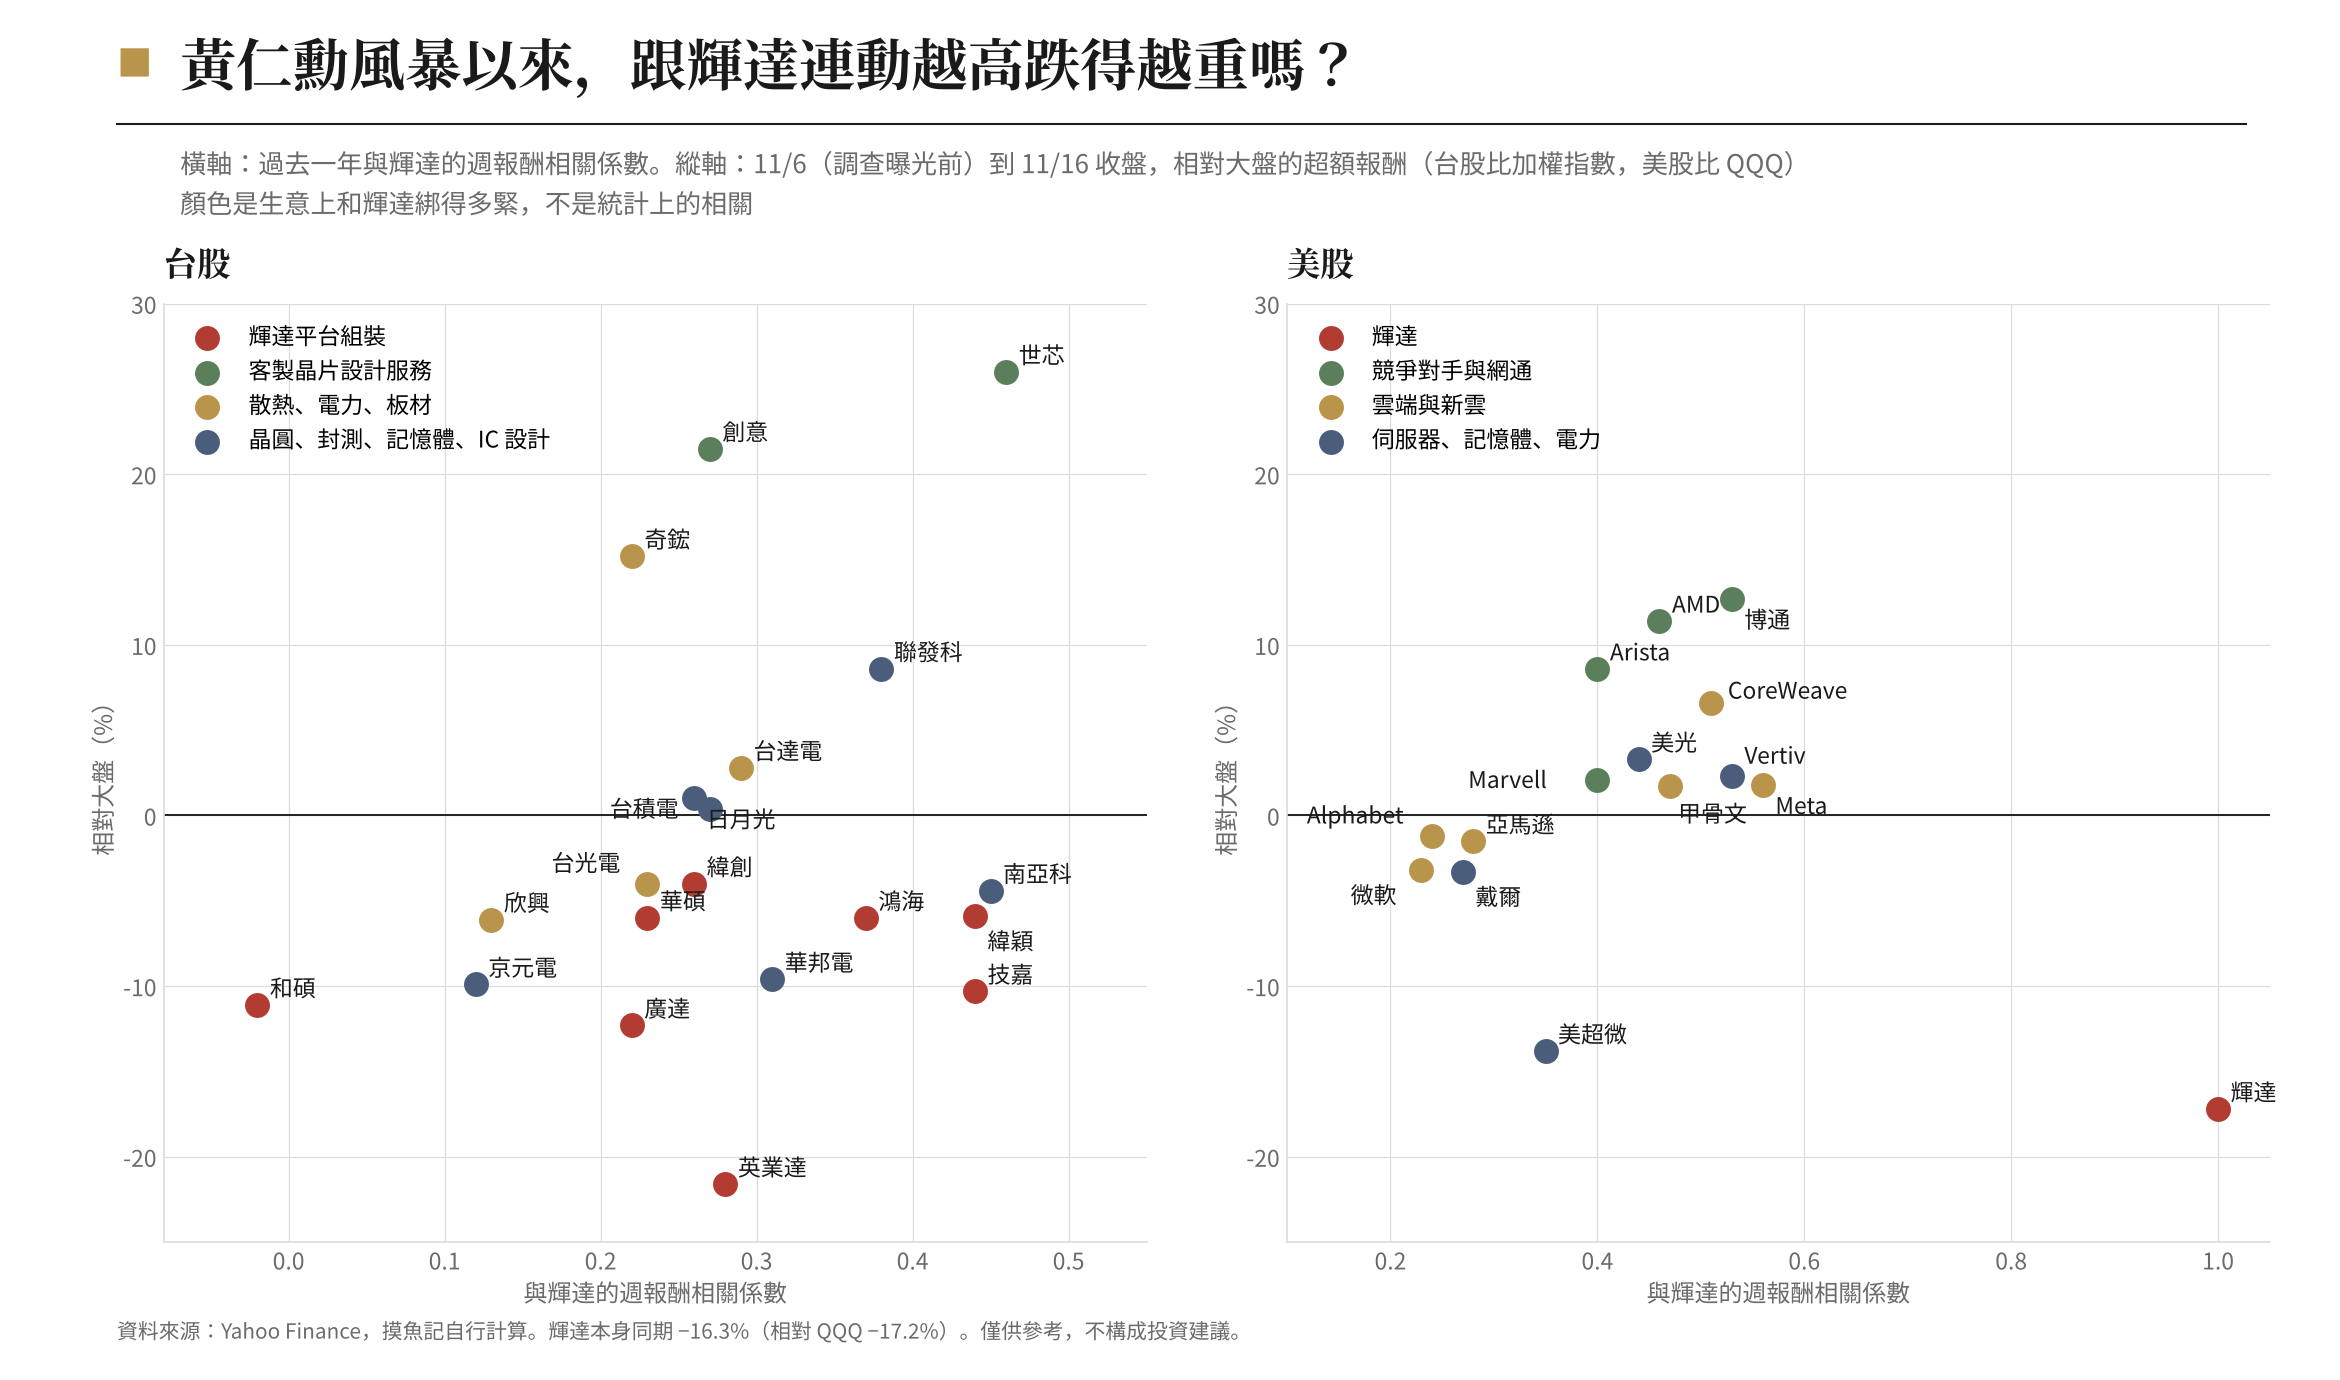 黃仁勳風暴以來，跟輝達連動越高跌得越重嗎？
橫軸：過去一年與輝達的週報酬相關係數。縱軸：11/6（調查曝光前）到 11/16 收盤，相對大盤的超額報酬（台股比加權指數，美股比 QQQ）
顏色是生意上和輝達綁得多緊，不是統計上的相關
台股
30
20
10
0
-10
-20
相對大盤（%）
輝達平台組裝
客製晶片設計服務
散熱、電力、板材
晶圓、封測、記憶體、IC 設計
世芯
創意
奇鋐
聯發科
台達電
台積電
日月光
台光電
緯創
南亞科
欣興
華碩
鴻海
緯穎
京元電
華邦電
技嘉
和碩
廣達
英業達
0.0
0.1
0.2
0.3
0.4
0.5
與輝達的週報酬相關係數
美股
30
20
10
0
-10
-20
相對大盤（%）
輝達
競爭對手與網通
雲端與新雲
伺服器、記憶體、電力
AMD
博通
Arista
CoreWeave
美光
Vertiv
Marvell
甲骨文
Meta
Alphabet
亞馬遜
微軟
戴爾
美超微
輝達
0.2
0.4
0.6
0.8
1.0
與輝達的週報酬相關係數
資料來源：Yahoo Finance，摸魚記自行計算。輝達本身同期 −16.3%（相對 QQQ −17.2%）。僅供參考，不構成投資建議。